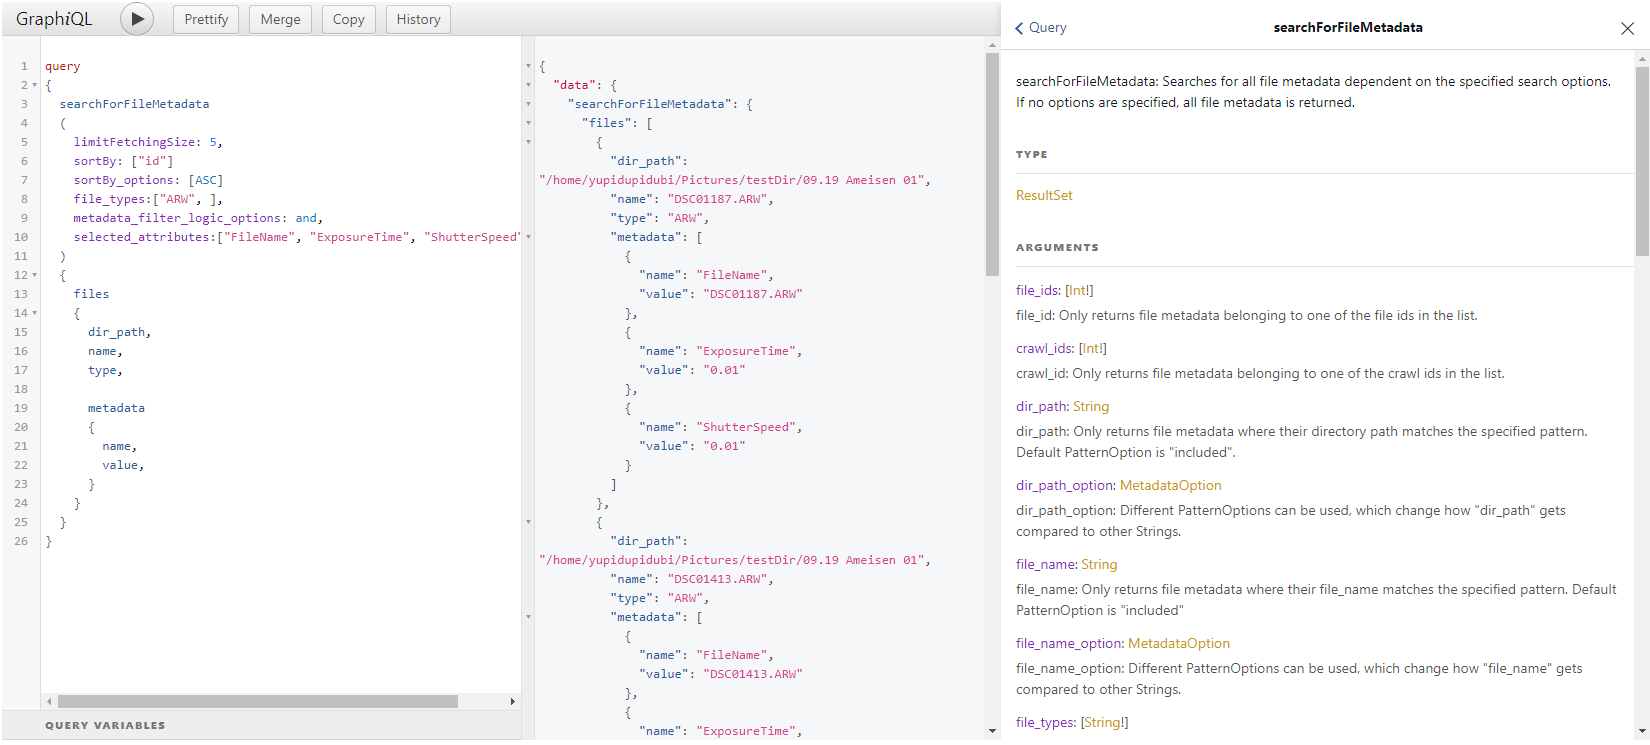 GraphiQL
Prettify
Merge
Copy
History
1 query
2 {
3 searchForFileMetadata
4 (
5 limitFetchingSize: 5,
6 sortBy: ["id"]
7 sortBy_options: [ASC]
8 file_types:["ARW", ],
9 metadata_filter_logic_options: and,
10 selected_attributes:["FileName", "ExposureTime", "ShutterSpeed"
11 )
12 {
13 files
14 {
15 dir_path,
16 name,
17 type,
18
19 metadata
20 {
21 name,
22 value,
23 }
24 }
25 }
26 }
QUERY VARIABLES
{
"data": {
"searchForFileMetadata": {
"files": [
{
"dir_path":
"/home/yupidupidubi/Pictures/testDir/09.19 Ameisen 01",
"name": "DSC01187.ARW",
"type": "ARW",
"metadata": [
{
"name": "FileName",
"value": "DSC01187.ARW"
},
{
"name": "ExposureTime",
"value": "0.01"
},
{
"name": "ShutterSpeed",
"value": "0.01"
}
]
},
{
"dir_path":
"/home/yupidupidubi/Pictures/testDir/09.19 Ameisen 01",
"name": "DSC01413.ARW",
"type": "ARW",
"metadata": [
{
"name": "FileName",
"value": "DSC01413.ARW"
},
{
"name": "ExposureTime",
Query
searchForFileMetadata
searchForFileMetadata: Searches for all file metadata dependent on the specified search options.
If no options are specified, all file metadata is returned.
TYPE
ResultSet
ARGUMENTS
file_ids: [Int!]
file_id: Only returns file metadata belonging to one of the file ids in the list.
crawl_ids: [Int!]
crawl_id: Only returns file metadata belonging to one of the crawl ids in the list.
dir_path: String
dir_path: Only returns file metadata where their directory path matches the specified pattern.
Default PatternOption is "included".
dir_path_option: MetadataOption
dir_path_option: Different PatternOptions can be used, which change how "dir_path" gets
compared to other Strings.
file_name: String
file_name: Only returns file metadata where their file_name matches the specified pattern. Default
PatternOption is "included"
file_name_option: MetadataOption
file_name_option: Different PatternOptions can be used, which change how "file_name" gets
compared to other Strings.
file_types: [String!]